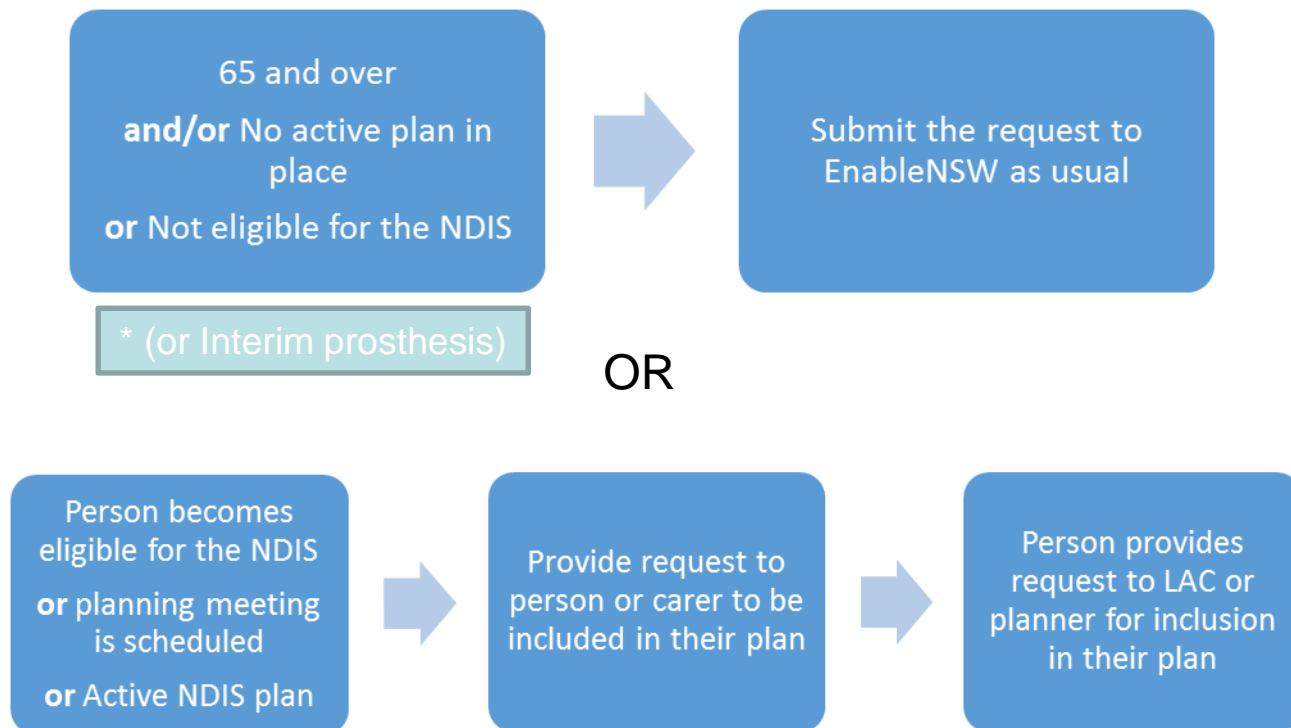 65 and over
and/or No active plan in
place
or Not eligible for the NDIS
Submit the request to
EnableNSW as usual
* (or Interim prosthesis)
OR
Person becomes
eligible for the NDIS
or planning meeting
is scheduled
or Active NDIS plan
Provide request to
person or carer to be
included in their plan
Person provides
request to LAC or
planner for inclusion
in their plan